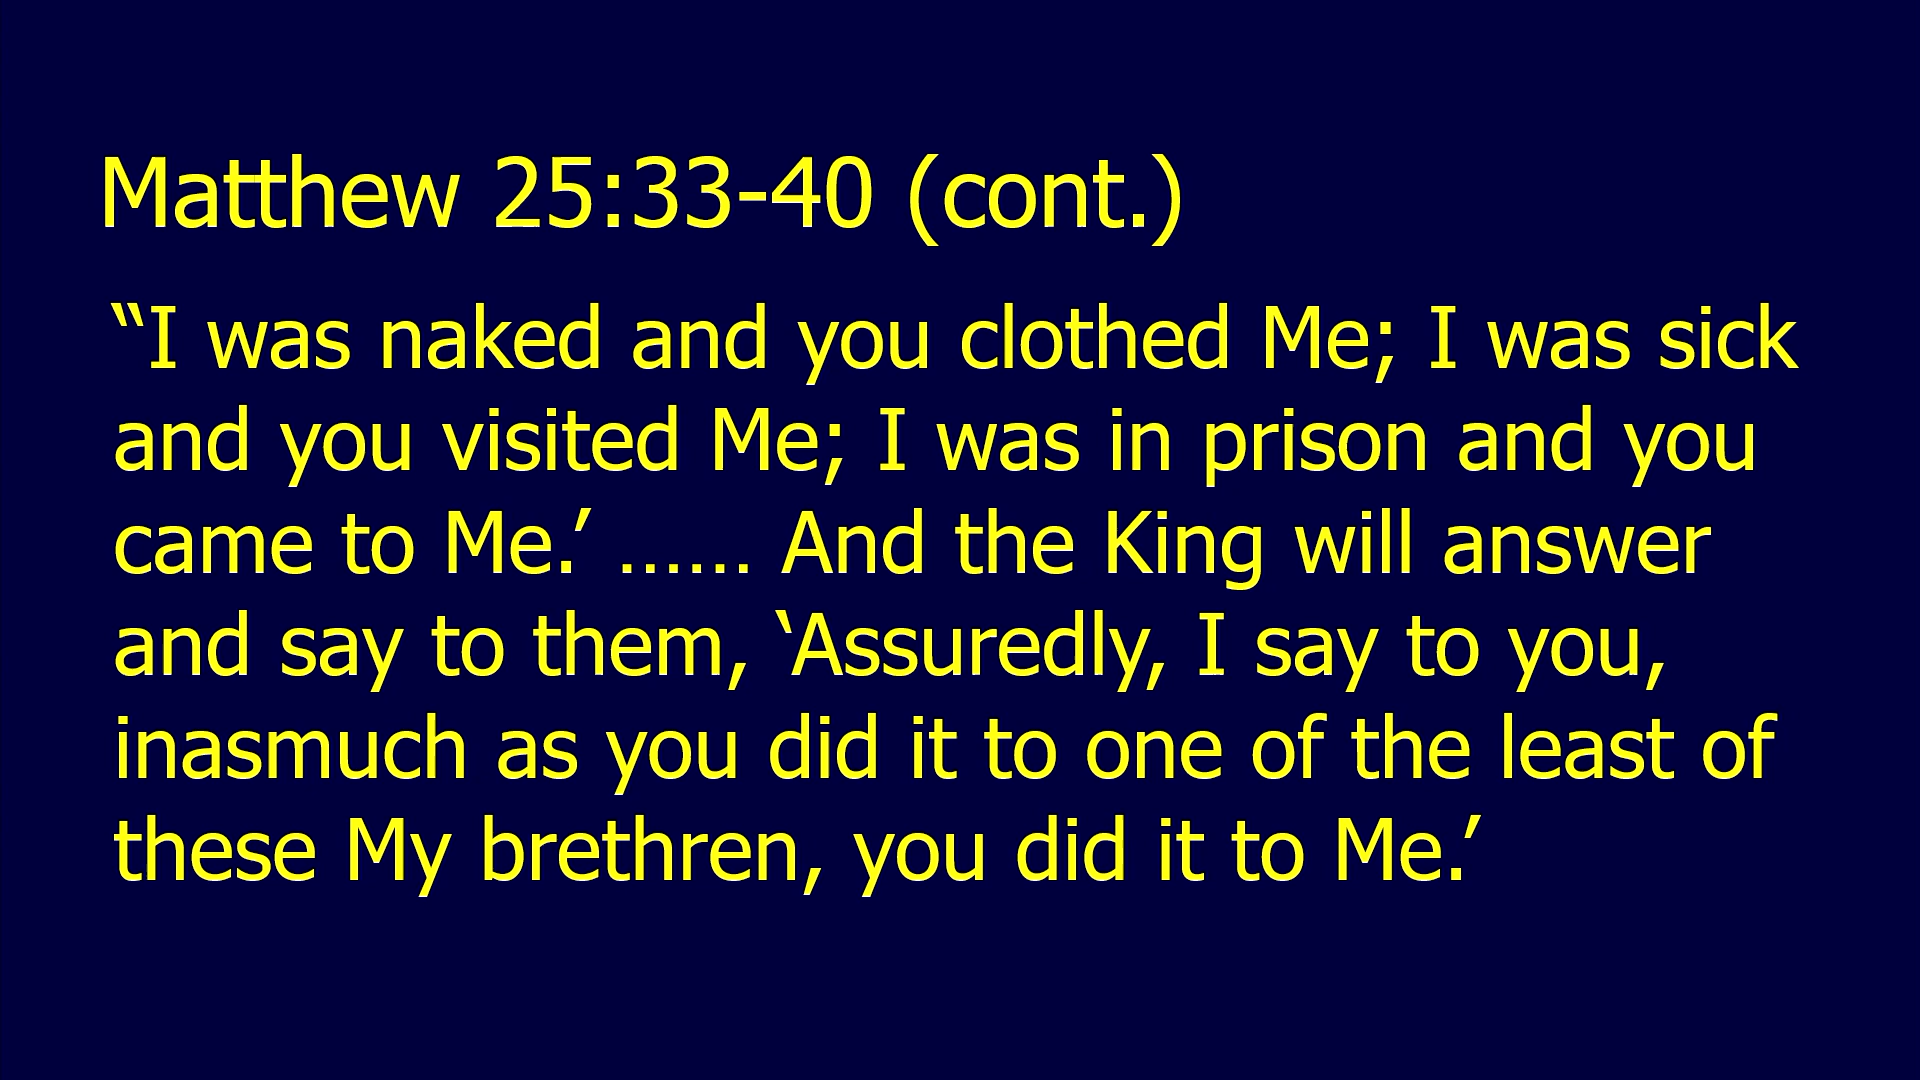 Matthew 25:33-40 (cont.)
“I was naked and you clothed Me; I was sick
and you visited Me; I was in prison and you
came to Me.’ …… And the King will answer
and say to them, ‘Assuredly, I say to you,
inasmuch as you did it to one of the least of
these My brethren, you did it to Me.’